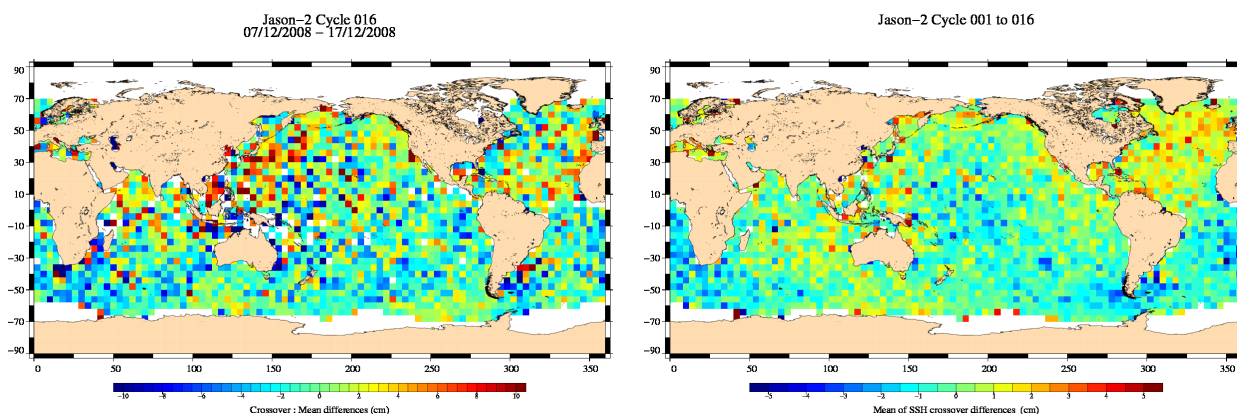 Jason−2 Cycle 016
07/12/2008 − 17/12/2008
90
70
50
30
10
−10
−30
−50
−70
−90
0 50 100 150 200 250 300 350
−10 −8 −6 −4 −2 0 2 4 6 8 10
Crossover : Mean differences (cm)
Jason−2 Cycle 001 to 016
90
70
50
30
10
−10
−30
−50
−70
−90
0 50 100 150 200 250 300 350
−5 −4 −3 −2 −1 0 1 2 3 4 5
Mean of SSH crossover differences (cm)